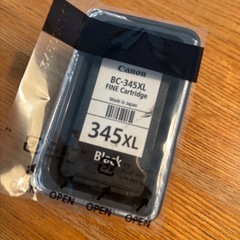 Canon
BC-345XL
FINE Cartridge
Made in Japan
345XL
Black
OPEN OPEN OPEN